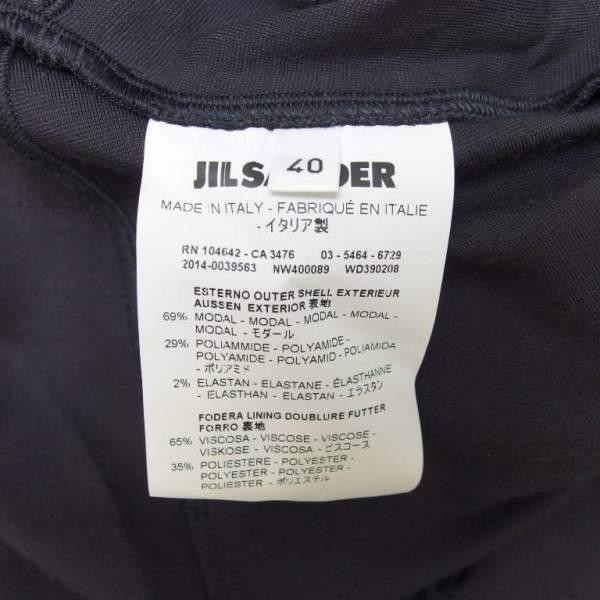 40
JIL SANDER
MADE IN ITALY - FABRIQUÉ EN ITALIE
- イタリア製
RN 104642 - CA 3476 03 - 5464 - 6729
2014-0039563 NW400089 WD390208
ESTERNO OUTER SHELL EXTERIEUR
AUSSEN EXTERIOR 表地
69% MODAL - MODAL - MODAL - MODAL -
MODAL - モダール
29% POLIAMMIDE - POLYAMIDE -
POLYAMIDE - POLYAMID - POLIAMIDA
- ポリアミド
2% ELASTAN - ELASTANE - ÉLASTHANNE
- ELASTHAN - ELASTAN - エラスタン
FODERA LINING DOUBLURE FUTTER
FORRO 裏地
65% VISCOSA - VISCOSE - VISCOSE -
VISKOSE - VISCOSA - ビスコース
35% POLIESTERE - POLYESTER -
POLYESTER - POLYESTER -
POLIESTER - ポリエステル